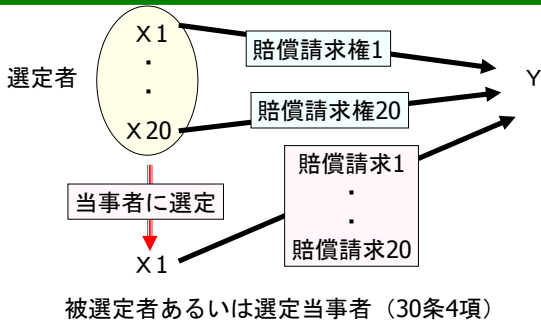 X1
・
・
X20
選定者
賠償請求権1
賠償請求権20
Y
当事者に選定
X1
賠償請求1
・
・
賠償請求20
被選定者あるいは選定当事者（30条4項）